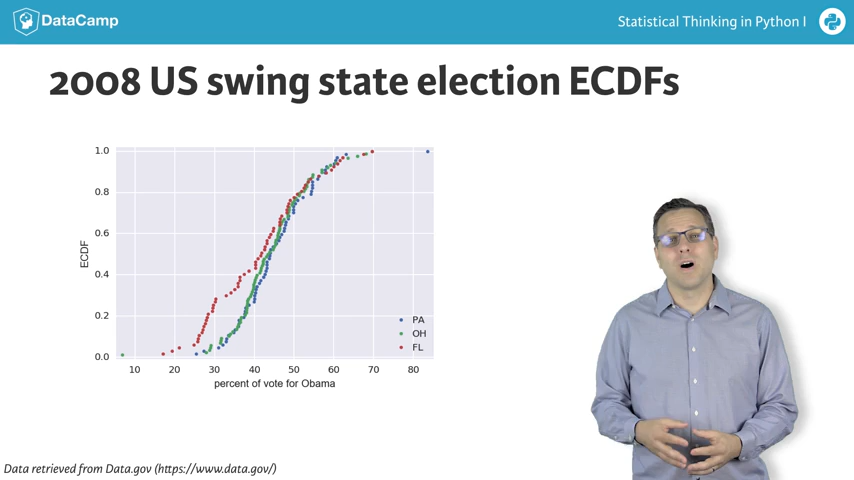 DataCamp
Statistical Thinking in Python I
2008 US swing state election ECDFs
1.0
0.8
0.6
0.4
0.2
0.0
ECDF
PA
OH
FL
10 20 30 40 50 60 70 80
percent of vote for Obama
Data retrieved from Data.gov (https://www.data.gov/)